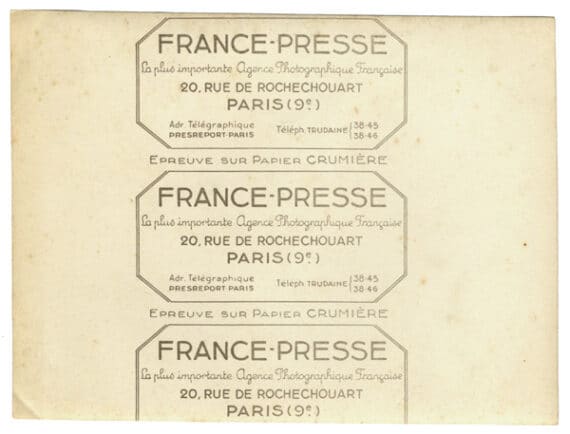 FRANCE-PRESSE
La plus importante Agence Photographique Française
20, RUE DE ROCHECHOUART
PARIS (9e)
Adr. Télégraphique
PRESREPORT-PARIS
Téléph. TRUDAINE 38-45
38-46
EPREUVE SUR PAPIER CRUMIÈRE
FRANCE-PRESSE
La plus importante Agence Photographique Française
20, RUE DE ROCHECHOUART
PARIS (9e)
Adr. Télégraphique
PRESREPORT-PARIS
Téléph. TRUDAINE 38-45
38-46
EPREUVE SUR PAPIER CRUMIÈRE
FRANCE-PRESSE
La plus importante Agence Photographique Française
20, RUE DE ROCHECHOUART
PARIS (9e)